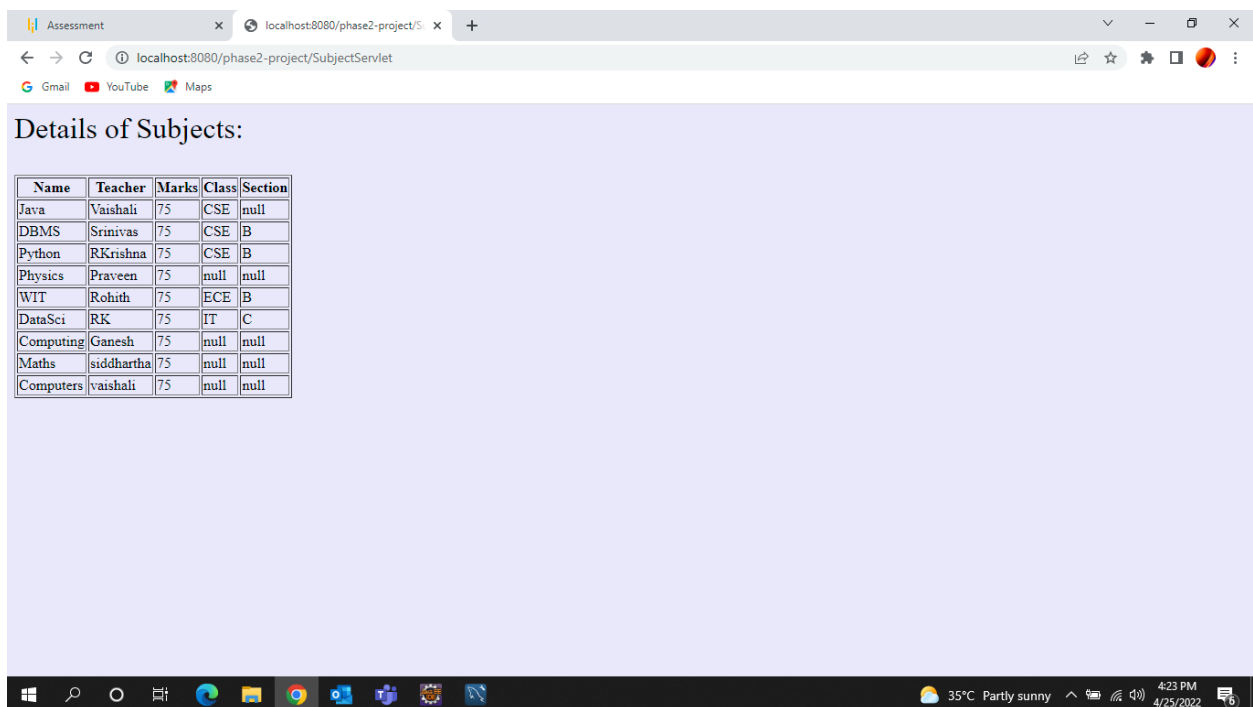 Assessment
localhost:8080/phase2-project/S
localhost:8080/phase2-project/SubjectServlet
Gmail YouTube Maps
Details of Subjects:
Name Teacher Marks Class Section
Java Vaishali 75 CSE null
DBMS Srinivas 75 CSE B
Python RKrishna 75 CSE B
Physics Praveen 75 null null
WIT Rohith 75 ECE B
DataSci RK 75 IT C
Computing Ganesh 75 null null
Maths siddhartha 75 null null
Computers vaishali 75 null null
35°C Partly sunny
4:23 PM
4/25/2022
6